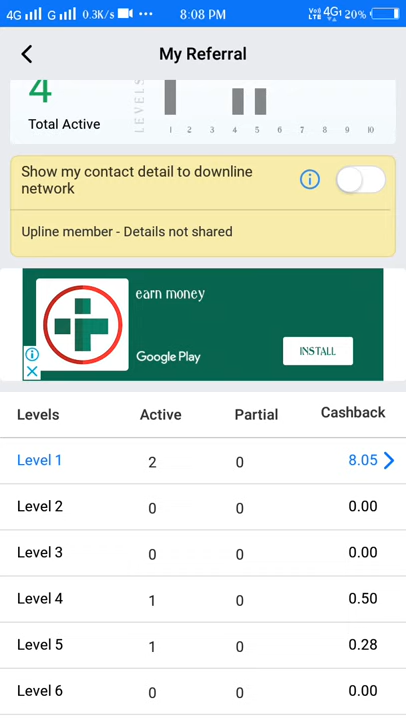 4G G 0.3K/s ... 8:08 PM VoD LTE 4G1 20%
My Referral
4
Total Active
LEVELS
1 2 3 4 5 6 7 8 9 10
Show my contact detail to downline
network
Upline member - Details not shared
earn money
Google Play
INSTALL
Levels Active Partial Cashback
Level 1 2 0 8.05
Level 2 0 0 0.00
Level 3 0 0 0.00
Level 4 1 0 0.50
Level 5 1 0 0.28
Level 6 0 0 0.00